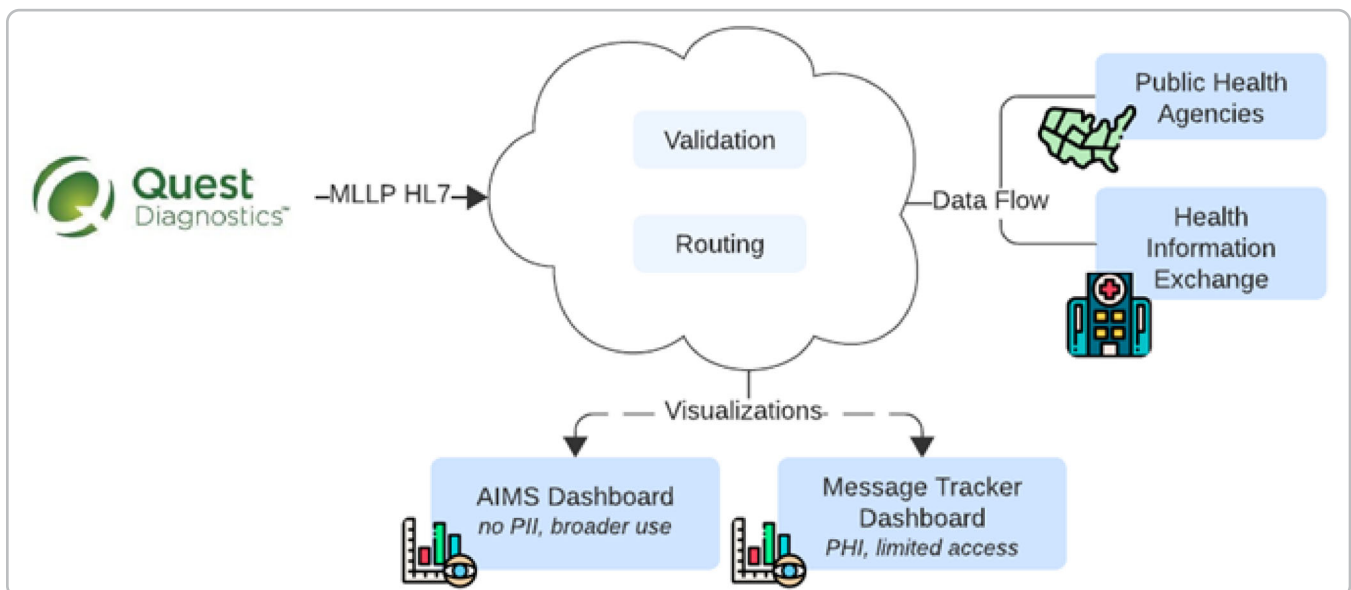 Quest
Diagnostics™
MLLP HL7
Validation
Routing
Data Flow
Public Health
Agencies
Health
Information
Exchange
Visualizations
AIMS Dashboard
no PII, broader use
Message Tracker
Dashboard
PHI, limited access